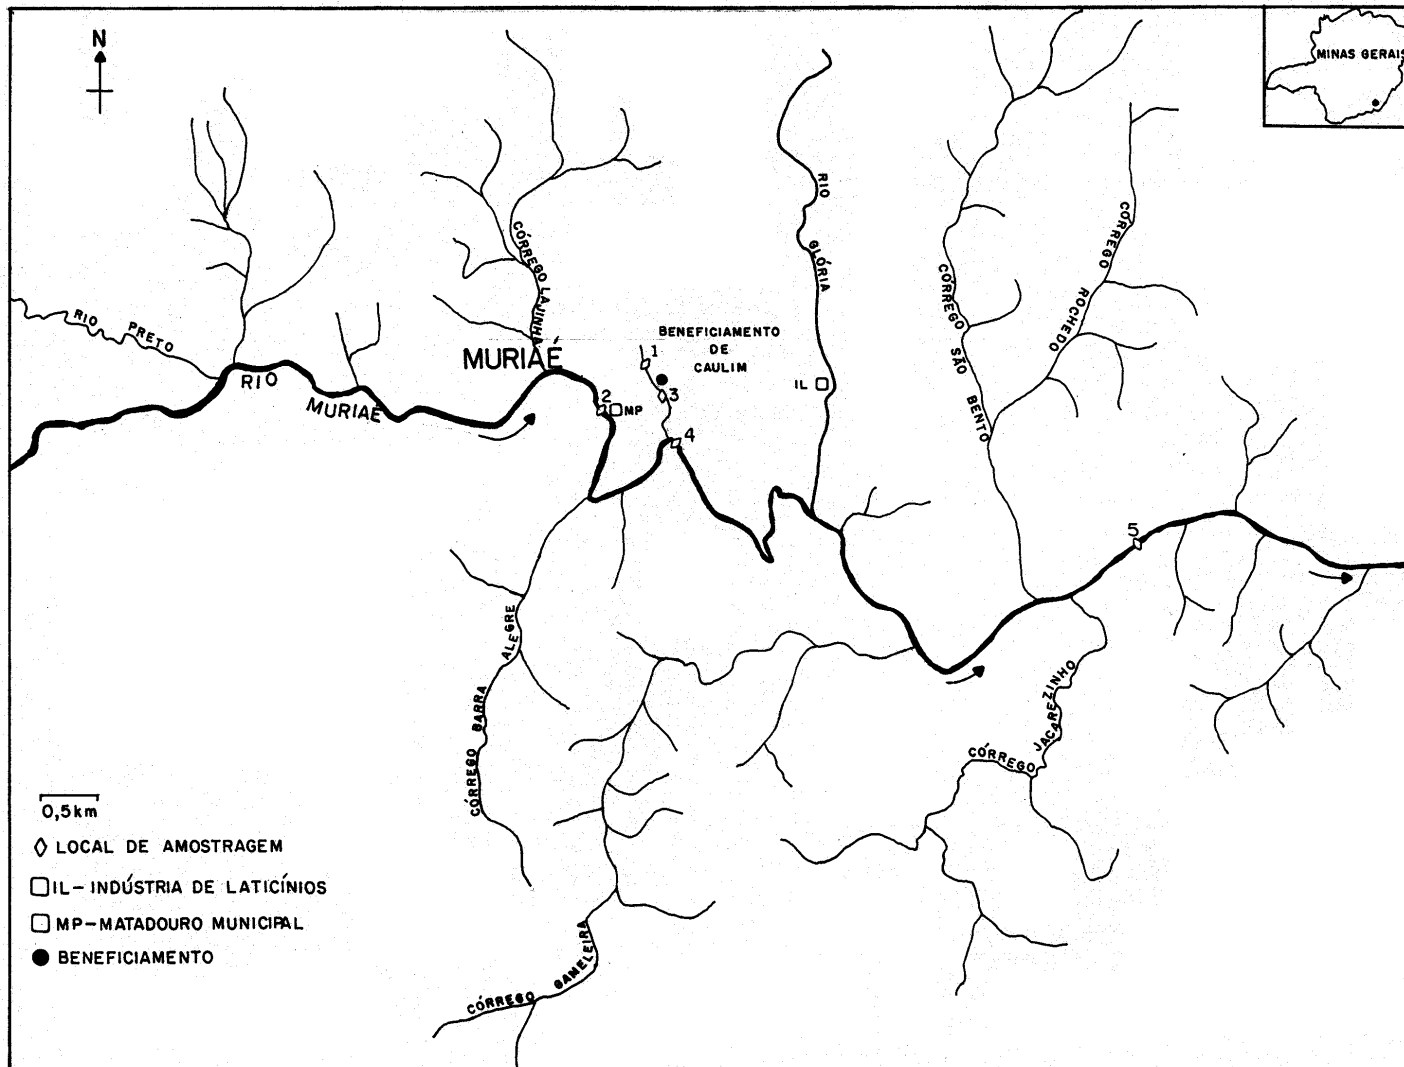 N
MINAS GERAIS
RIO PRETO
RIO MURIAÉ
CÓRREGO LAJINHA
MURIAÉ
BENEFICIAMENTO
DE
CAULIM
1
2
MP
3
4
IL
RIO GLÓRIA
CÓRREGO SÃO BENTO
CÓRREGO ROCHEDO
5
CÓRREGO BARRA ALEGRE
CÓRREGO JACAREZINHO
CÓRREGO GAMELEIRA
0,5km
LOCAL DE AMOSTRAGEM
IL-INDÚSTRIA DE LATICÍNIOS
MP-MATADOURO MUNICIPAL
BENEFICIAMENTO